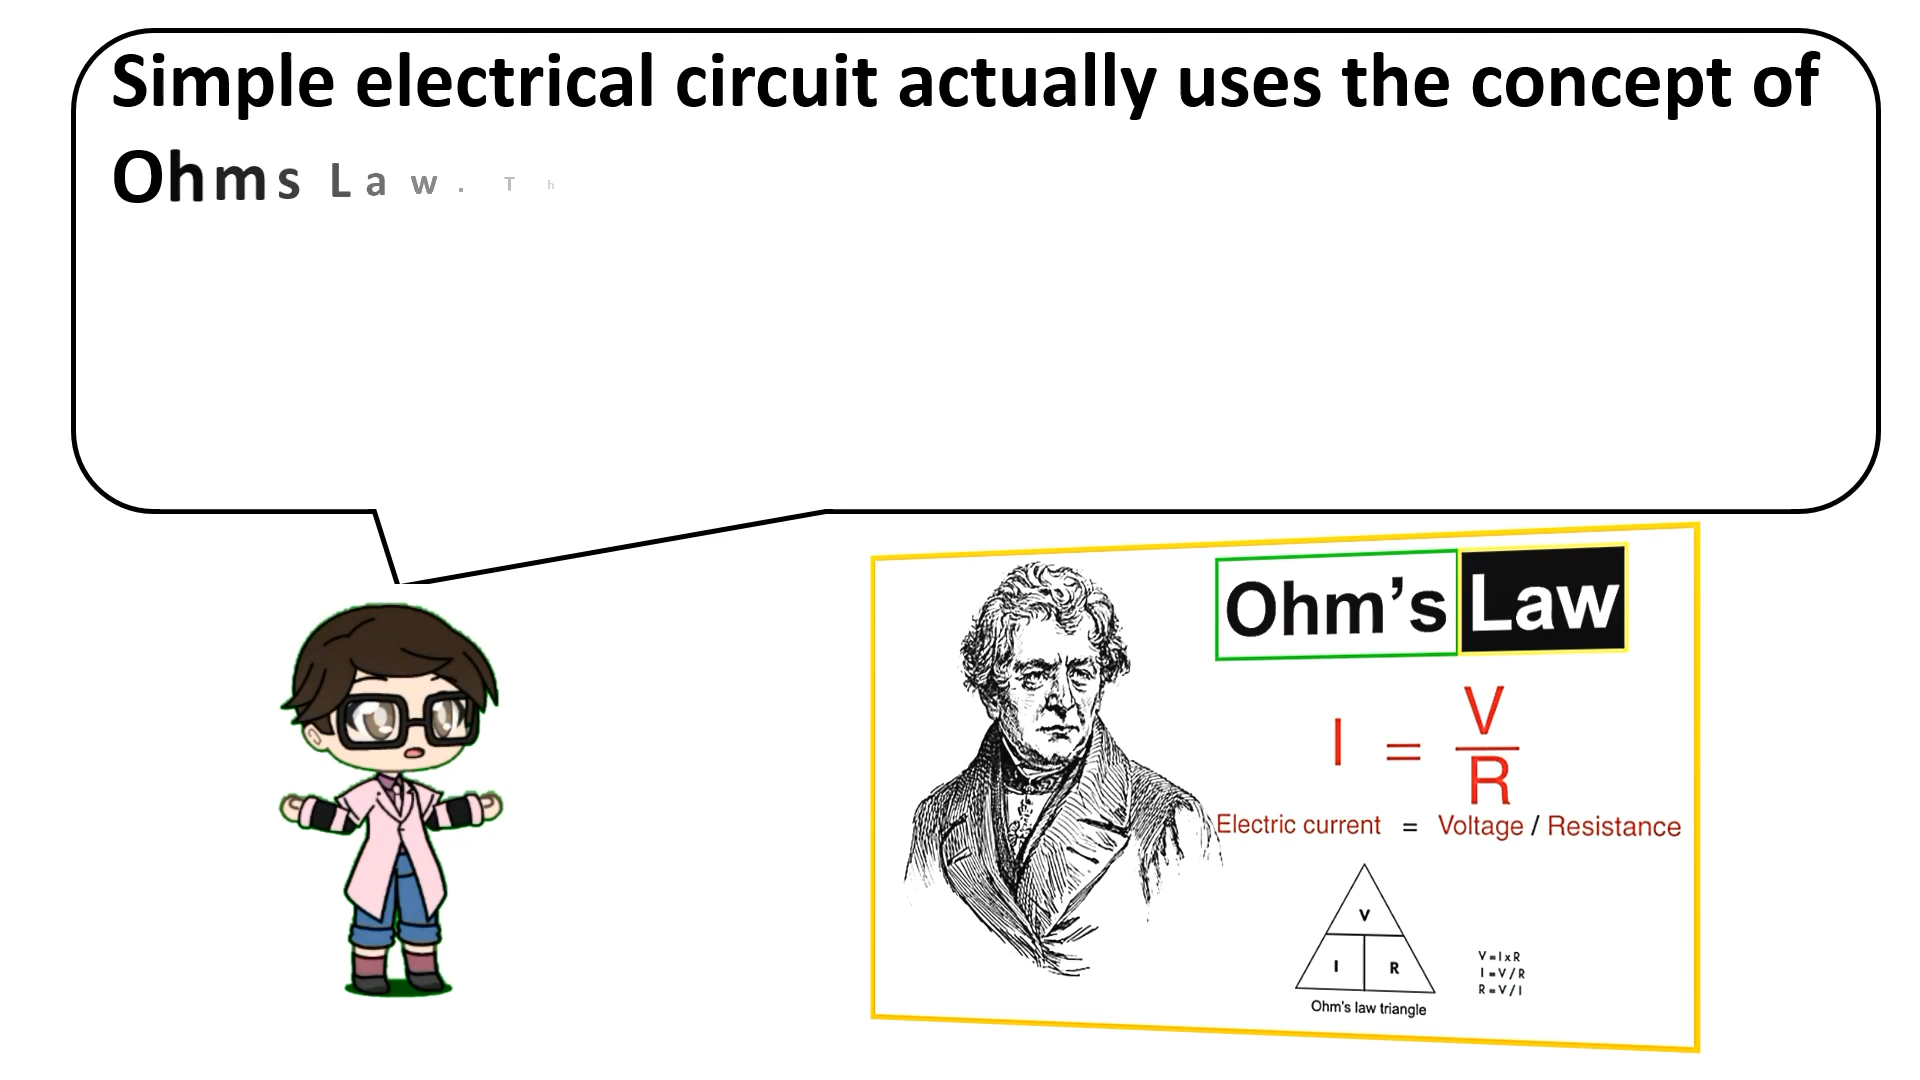 Simple electrical circuit actually uses the concept of
Ohms Law. Th
Ohm's Law
I = V
R
Electric current = Voltage / Resistance
V
I R
Ohm's law triangle
V=IxR
I=V/R
R=V/I